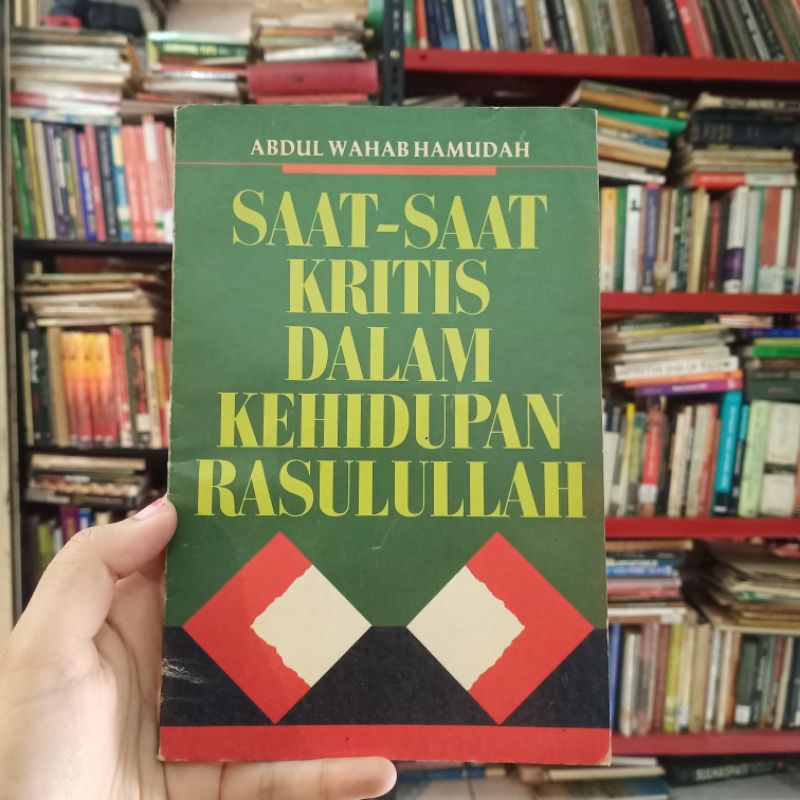 ABDUL WAHAB HAMUDAH
SAAT-SAAT
KRITIS
DALAM
KEHIDUPAN
RASULULLAH